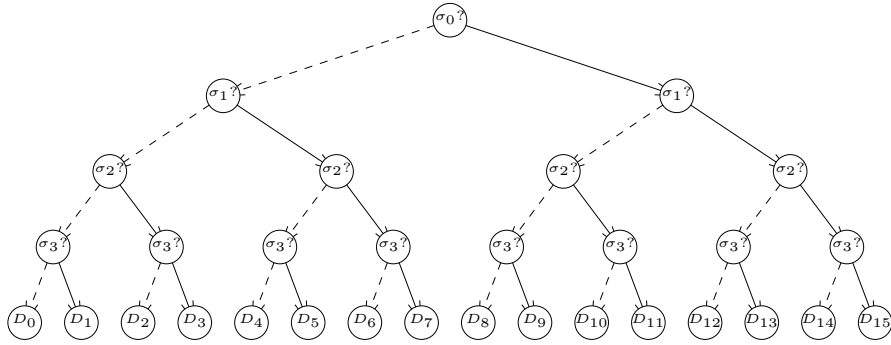 σ₀?
σ₁? σ₁?
σ₂? σ₂? σ₂? σ₂?
σ₃? σ₃? σ₃? σ₃? σ₃? σ₃? σ₃? σ₃?
D₀ D₁ D₂ D₃ D₄ D₅ D₆ D₇ D₈ D₉ D₁₀ D₁₁ D₁₂ D₁₃ D₁₄ D₁₅